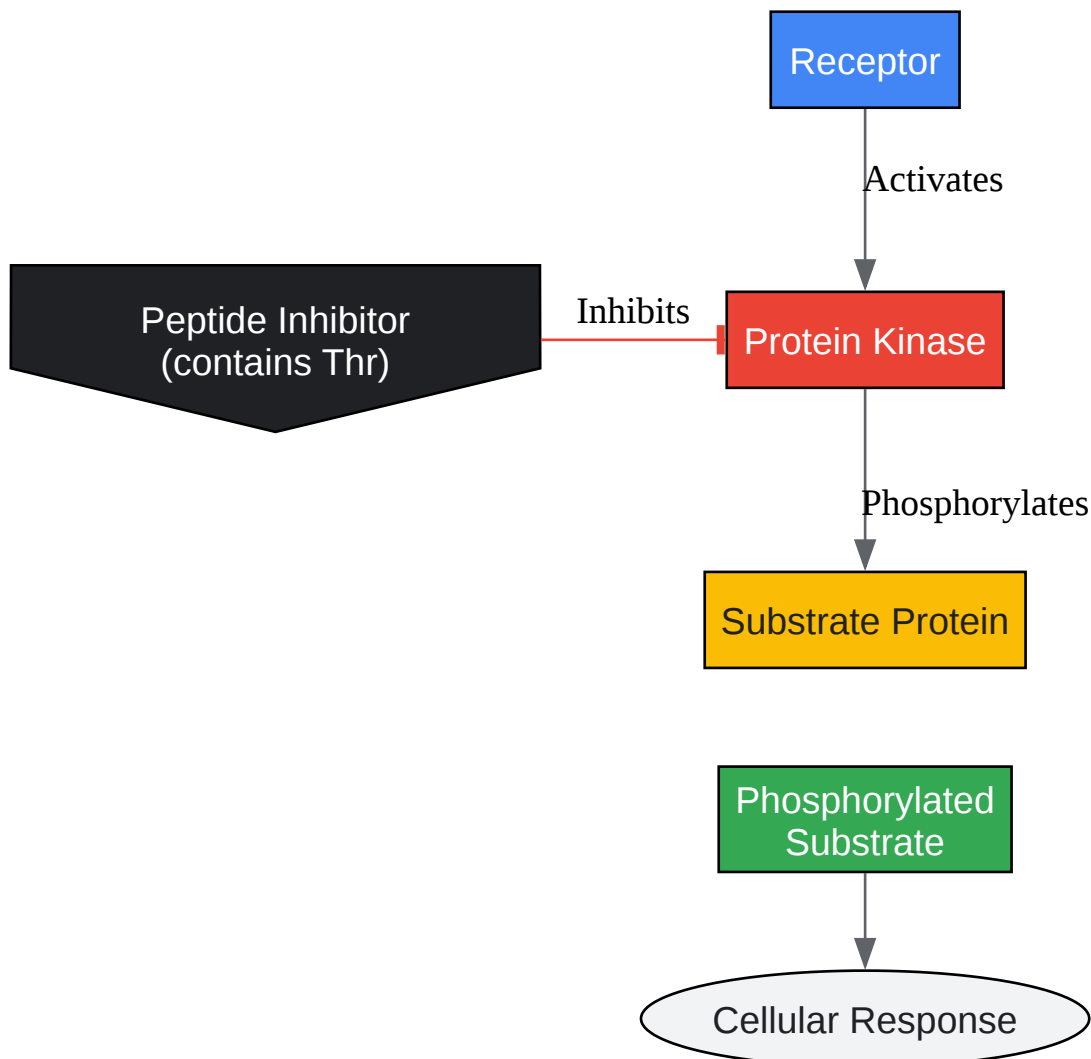 Receptor
Activates
Peptide Inhibitor
(contains Thr)
Inhibits
Protein Kinase
Phosphorylates
Substrate Protein
Phosphorylated
Substrate
Cellular Response